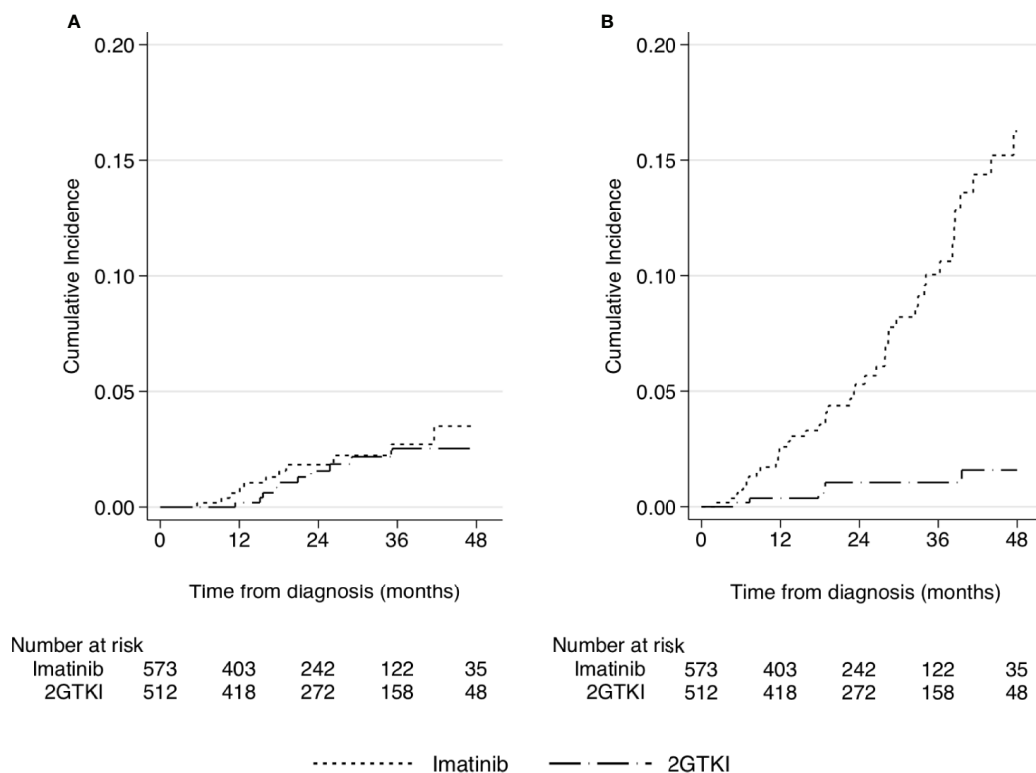 A
0.20
0.15
0.10
0.05
0.00
Cumulative Incidence
0 12 24 36 48
Time from diagnosis (months)
Number at risk
Imatinib 573 403 242 122 35
2GTKI 512 418 272 158 48
B
0.20
0.15
0.10
0.05
0.00
Cumulative Incidence
0 12 24 36 48
Time from diagnosis (months)
Number at risk
Imatinib 573 403 242 122 35
2GTKI 512 418 272 158 48
Imatinib 2GTKI